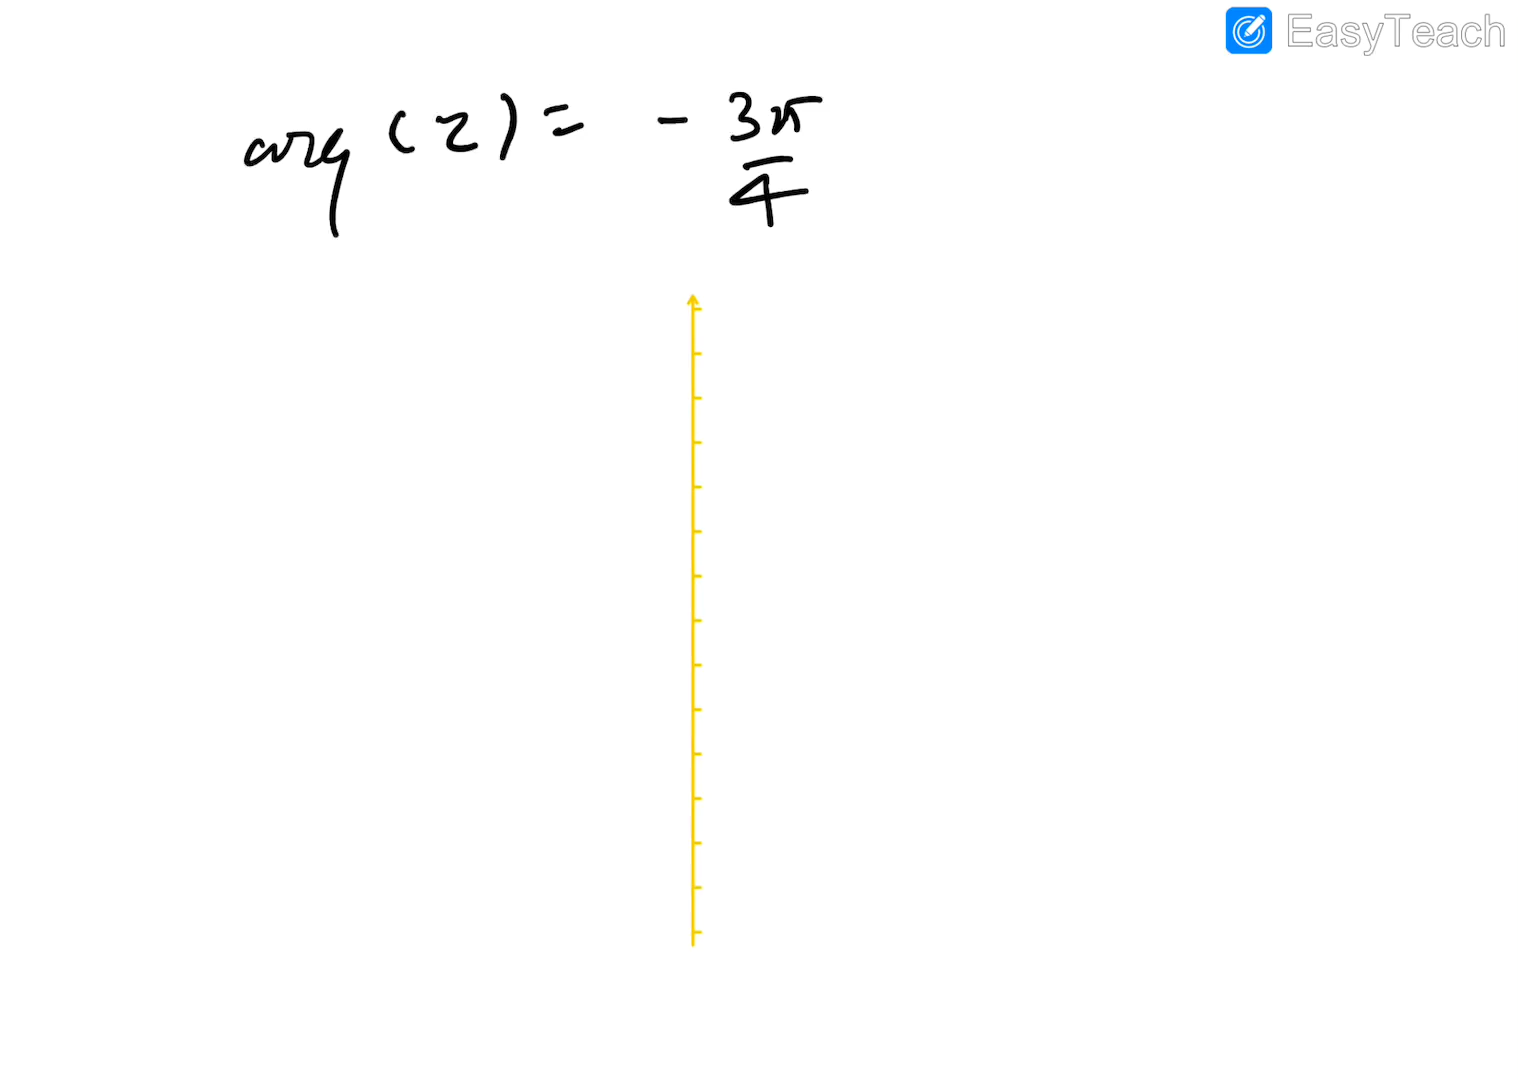 EasyTeach
arg (z) = - 3π/4